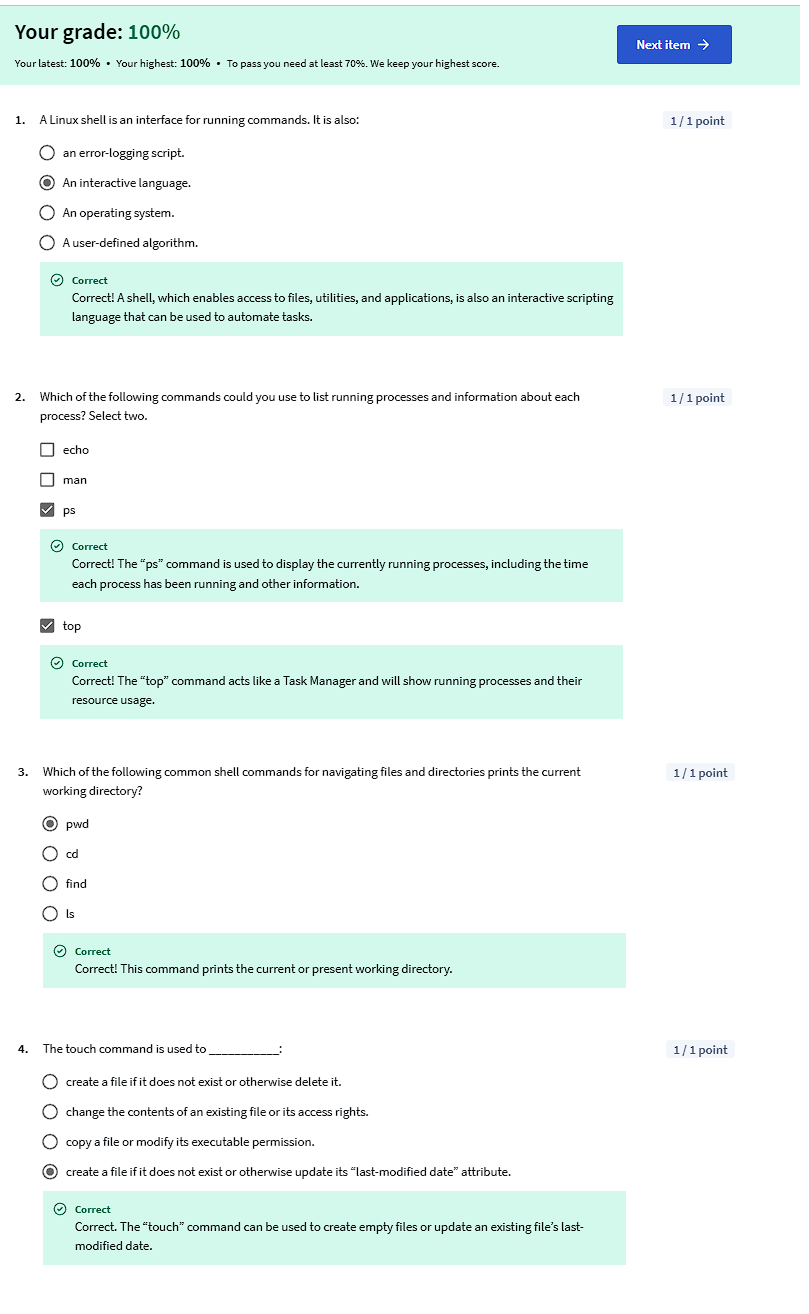 Your grade: 100%
Next item →
Your latest: 100% • Your highest: 100% • To pass you need at least 70%. We keep your highest score.
1. A Linux shell is an interface for running commands. It is also:
1 / 1 point
an error-logging script.
An interactive language.
An operating system.
A user-defined algorithm.
Correct
Correct! A shell, which enables access to files, utilities, and applications, is also an interactive scripting
language that can be used to automate tasks.
2. Which of the following commands could you use to list running processes and information about each
1 / 1 point
process? Select two.
echo
man
ps
Correct
Correct! The “ps” command is used to display the currently running processes, including the time
each process has been running and other information.
top
Correct
Correct! The “top” command acts like a Task Manager and will show running processes and their
resource usage.
3. Which of the following common shell commands for navigating files and directories prints the current
1 / 1 point
working directory?
pwd
cd
find
ls
Correct
Correct! This command prints the current or present working directory.
4. The touch command is used to ___________:
1 / 1 point
create a file if it does not exist or otherwise delete it.
change the contents of an existing file or its access rights.
copy a file or modify its executable permission.
create a file if it does not exist or otherwise update its “last-modified date” attribute.
Correct
Correct. The “touch” command can be used to create empty files or update an existing file’s last-
modified date.